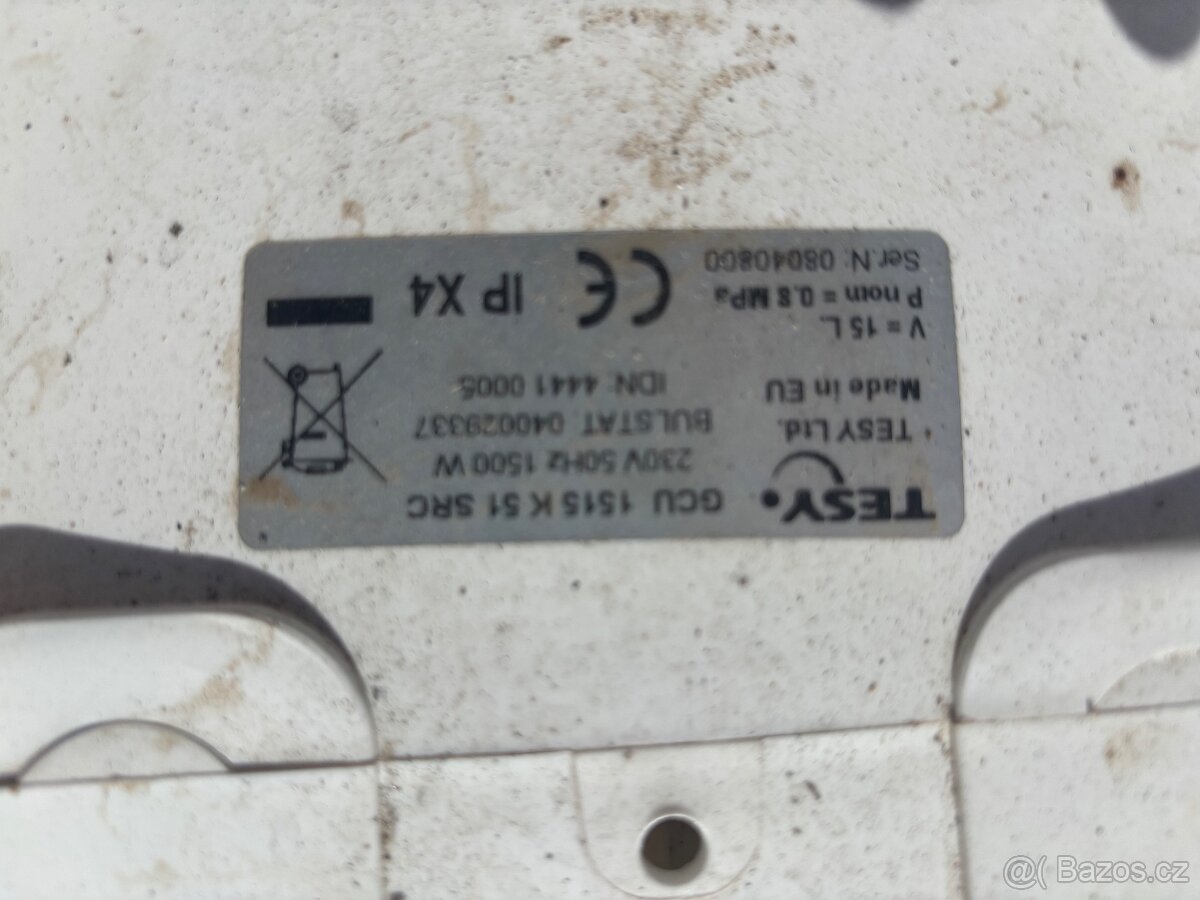 TESY
TESY Ltd.
Made in EU
V = 15 L.
P nom = 0.8 MPa
Ser.N: 08040800
GCU 1515 K 51 SRC
230V 50Hz 1500 W
BULSTAT 040029337
IDN: 4441 0005
CE IP X4
@( Bazos.cz